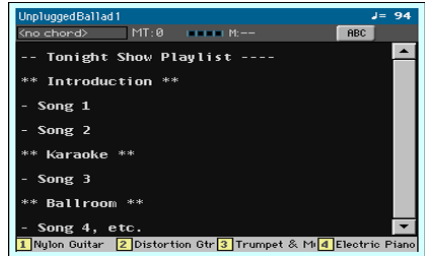 UnpluggedBallad1 ♩= 94
<no chord> MT:0 M:-- ABC
-- Tonight Show Playlist ----
** Introduction **
- Song 1
- Song 2
** Karaoke **
- Song 3
** Ballroom **
- Song 4, etc.
1 Nylon Guitar 2 Distortion Gtr 3 Trumpet & M 4 Electric Piano